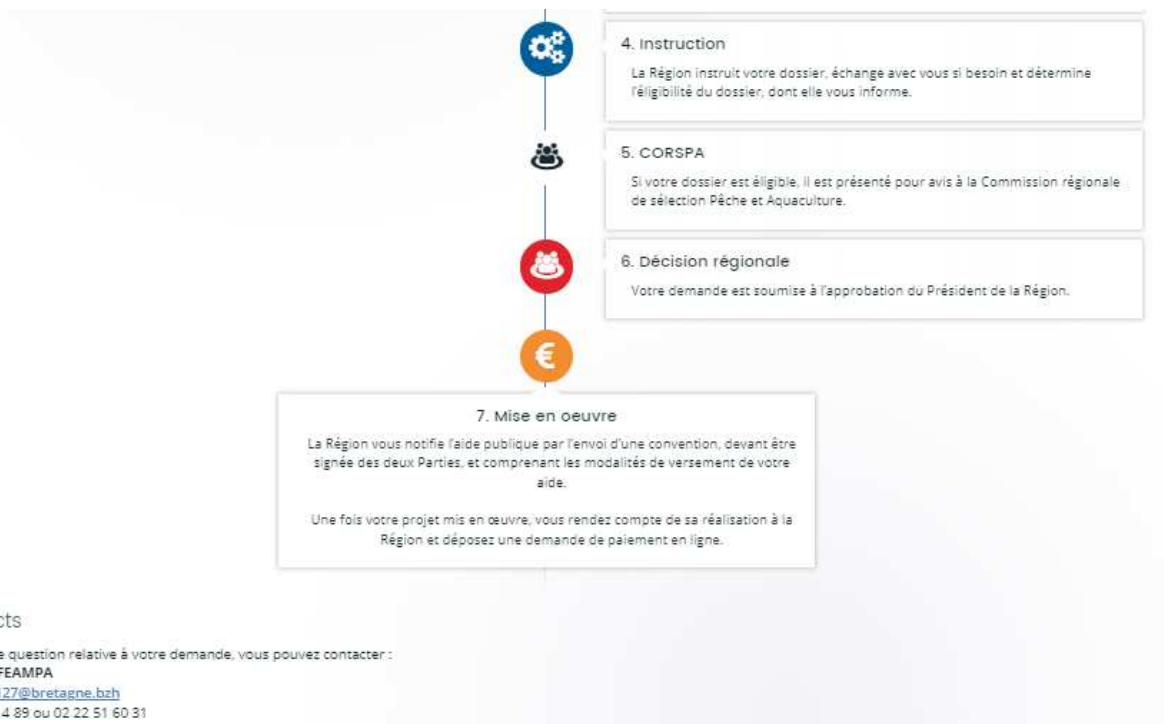 4. Instruction
La Région instruit votre dossier, échange avec vous si besoin et détermine
l'éligibilité du dossier, dont elle vous informe.
5. CORSPA
Si votre dossier est éligible, il est présenté pour avis à la Commission régionale
de sélection Pêche et Aquaculture.
6. Décision régionale
Votre demande est soumise à l'approbation du Président de la Région.
€
7. Mise en oeuvre
La Région vous notifie l'aide publique par l'envoi d'une convention, devant être
signée des deux Parties, et comprenant les modalités de versement de votre
aide.
Une fois votre projet mis en œuvre, vous rendez compte de sa réalisation à la
Région et déposez une demande de paiement en ligne.
cts
e question relative à votre demande, vous pouvez contacter :
FEAMPA
127@bretagne.bzh
4 89 ou 02 22 51 60 31